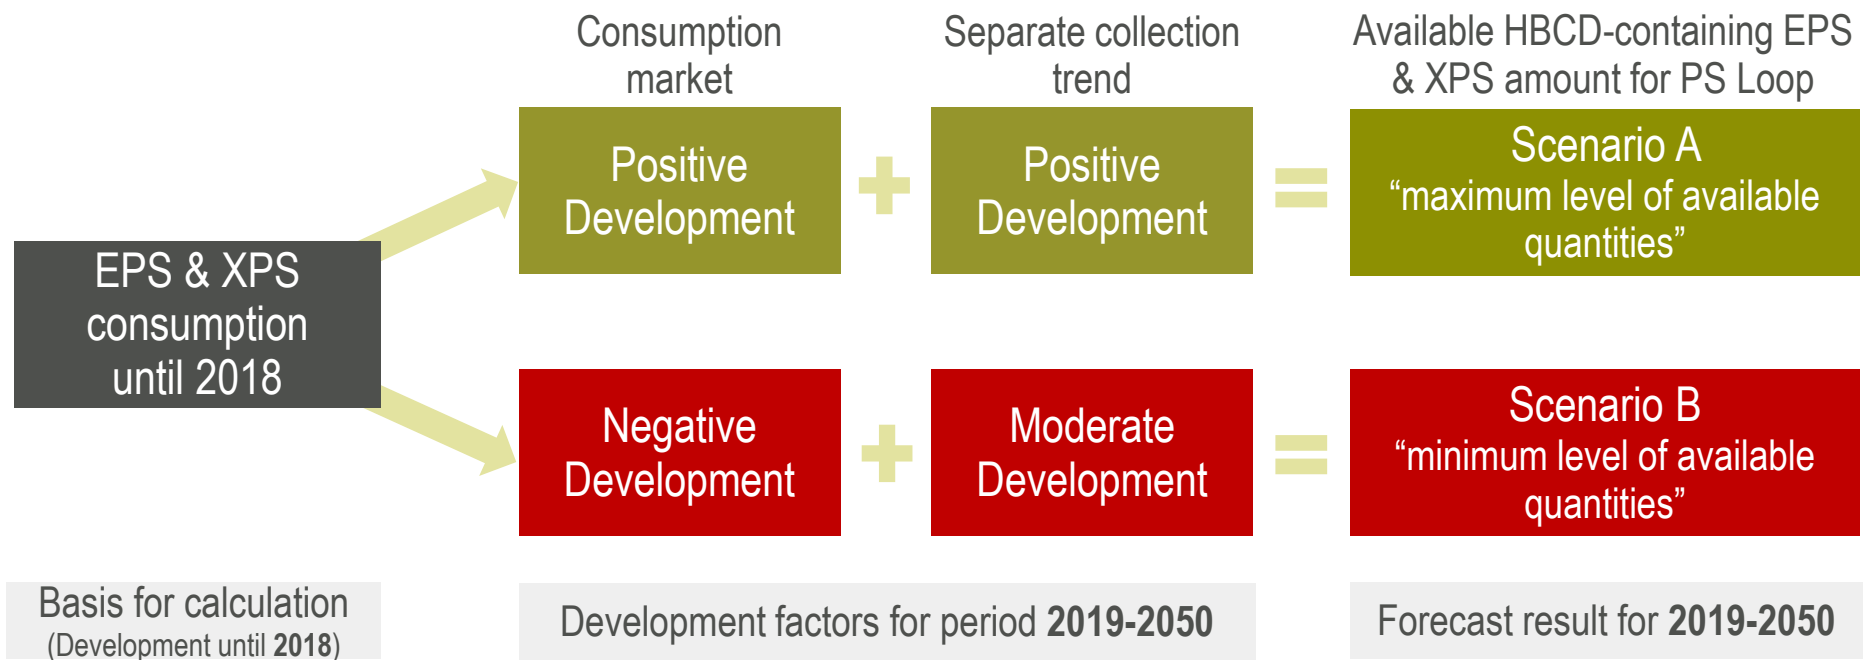 Consumption
market
Separate collection
trend
Available HBCD-containing EPS
& XPS amount for PS Loop
EPS & XPS
consumption
until 2018
Positive
Development
Positive
Development
Scenario A
“maximum level of available
quantities”
Negative
Development
Moderate
Development
Scenario B
“minimum level of available
quantities”
Basis for calculation
(Development until 2018)
Development factors for period 2019-2050
Forecast result for 2019-2050